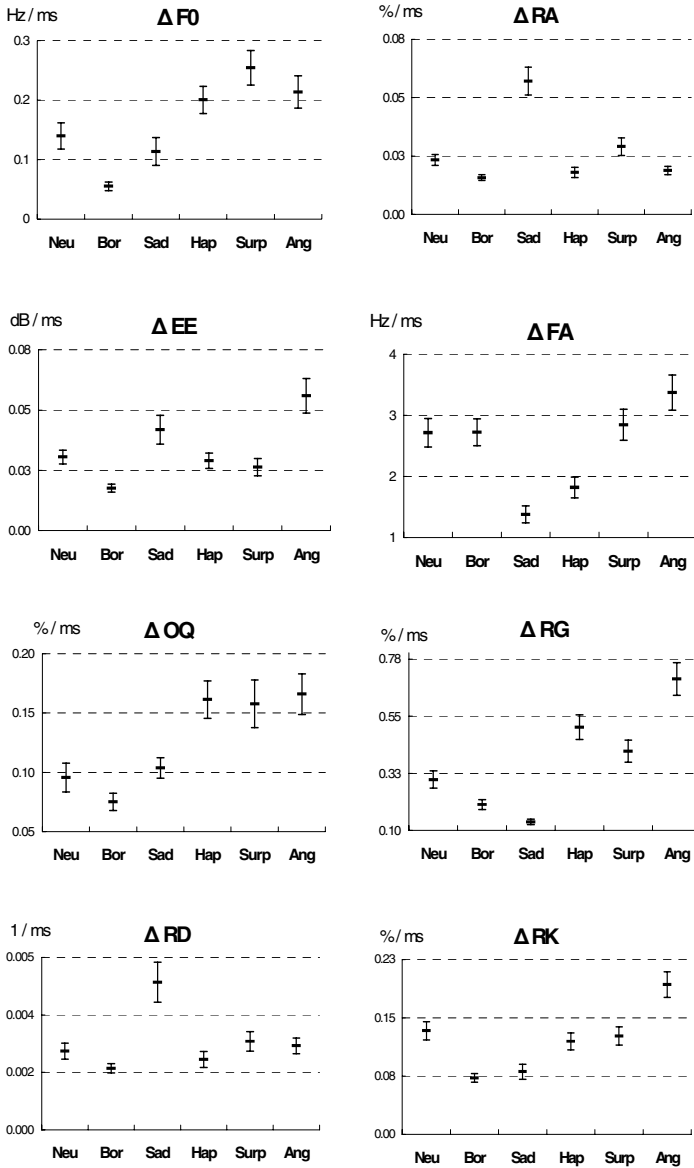 Hz / ms
Δ F0
0.3
0.2
0.1
0
Neu Bor Sad Hap Surp Ang
% / ms
Δ RA
0.08
0.05
0.03
0.00
Neu Bor Sad Hap Surp Ang
dB / ms
Δ EE
0.08
0.05
0.03
0.00
Neu Bor Sad Hap Surp Ang
Hz / ms
Δ FA
4
3
2
1
Neu Bor Sad Hap Surp Ang
% / ms
Δ OQ
0.20
0.15
0.10
0.05
Neu Bor Sad Hap Surp Ang
% / ms
Δ RG
0.78
0.55
0.33
0.10
Neu Bor Sad Hap Surp Ang
1 / ms
Δ RD
0.005
0.004
0.002
0.000
Neu Bor Sad Hap Surp Ang
% / ms
Δ RK
0.23
0.15
0.08
0.00
Neu Bor Sad Hap Surp Ang